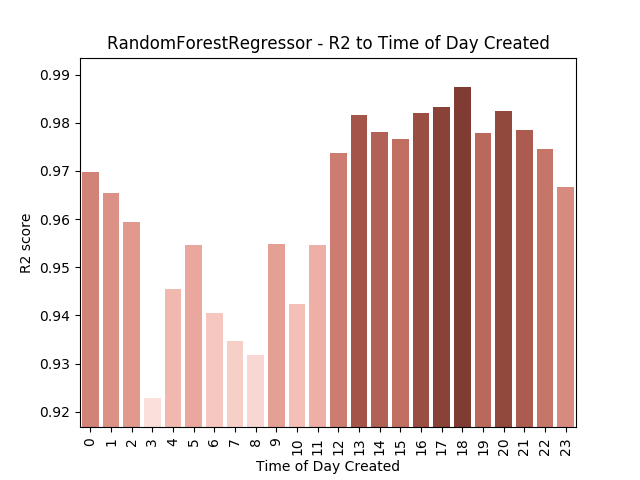 RandomForestRegressor - R2 to Time of Day Created
0.99
0.98
0.97
0.96
0.95
0.94
0.93
0.92
R2 score
0 1 2 3 4 5 6 7 8 9 10 11 12 13 14 15 16 17 18 19 20 21 22 23
Time of Day Created